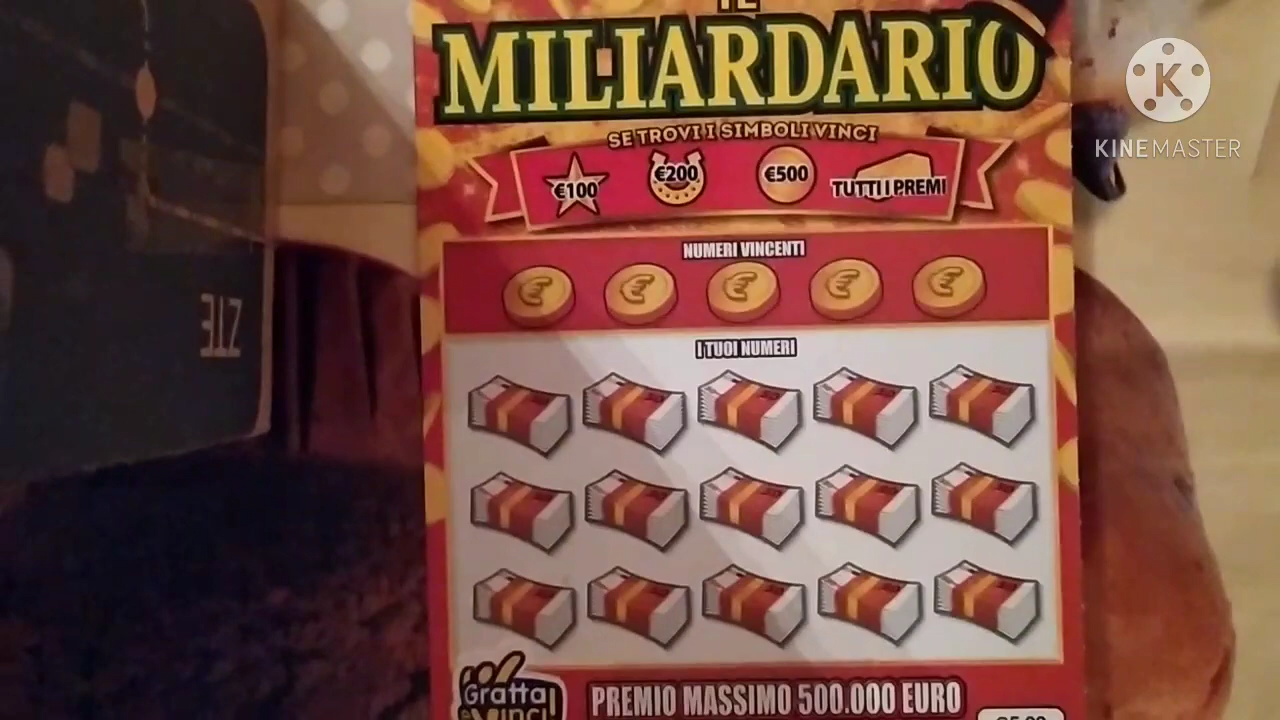 IL
MILIARDARIO
SE TROVI I SIMBOLI VINCI
€100 €200 €500 TUTTI I PREMI
NUMERI VINCENTI
I TUOI NUMERI
Gratta
e Vinci!
PREMIO MASSIMO 500.000 EURO
K
KINEMASTER